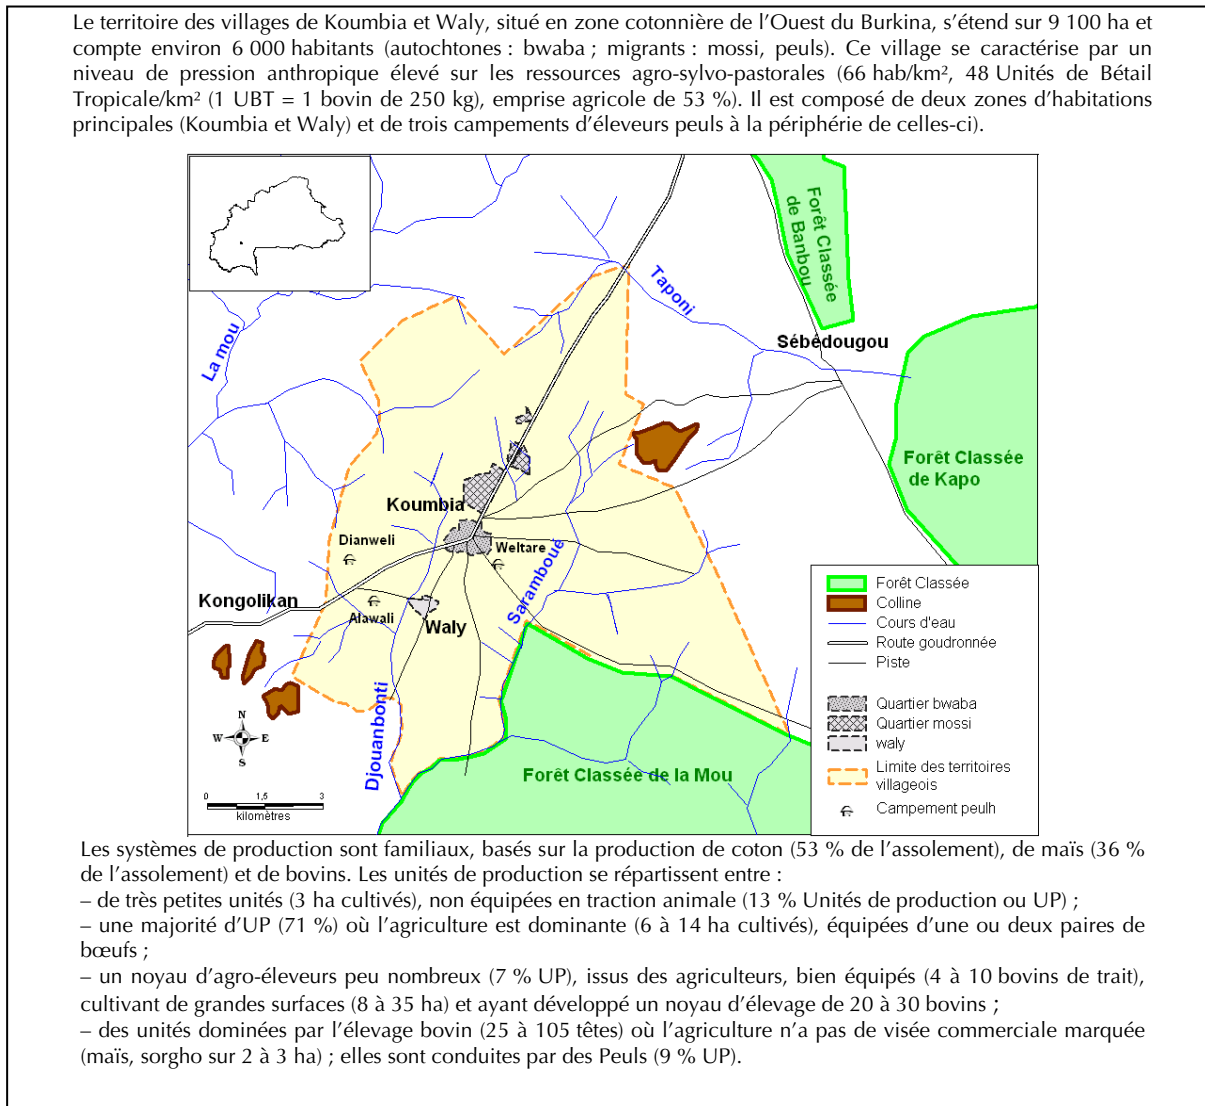 Le territoire des villages de Koumbia et Waly, situé en zone cotonnière de l'Ouest du Burkina, s'étend sur 9 100 ha et
compte environ 6 000 habitants (autochtones : bwaba ; migrants : mossi, peuls). Ce village se caractérise par un
niveau de pression anthropique élevé sur les ressources agro-sylvo-pastorales (66 hab/km², 48 Unités de Bétail
Tropicale/km² (1 UBT = 1 bovin de 250 kg), emprise agricole de 53 %). Il est composé de deux zones d'habitations
principales (Koumbia et Waly) et de trois campements d'éleveurs peuls à la périphérie de celles-ci).
Forêt Classée
de Banbou
Taponi
La mou
Sébédougou
Forêt Classée
de Kapo
Koumbia
Dianweli
Weltare
Saramboué
Kongolikan
Alawali
Waly
Djouanbonti
Forêt Classée de la Mou
N
W
E
S
0
1,5
3
kilomètres
Forêt Classée
Colline
Cours d'eau
Route goudronnée
Piste
Quartier bwaba
Quartier mossi
waly
Limite des territoires
villageois
Campement peulh
Les systèmes de production sont familiaux, basés sur la production de coton (53 % de l'assolement), de maïs (36 %
de l'assolement) et de bovins. Les unités de production se répartissent entre :
– de très petites unités (3 ha cultivés), non équipées en traction animale (13 % Unités de production ou UP) ;
– une majorité d'UP (71 %) où l'agriculture est dominante (6 à 14 ha cultivés), équipées d'une ou deux paires de
bœufs ;
– un noyau d'agro-éleveurs peu nombreux (7 % UP), issus des agriculteurs, bien équipés (4 à 10 bovins de trait),
cultivant de grandes surfaces (8 à 35 ha) et ayant développé un noyau d'élevage de 20 à 30 bovins ;
– des unités dominées par l'élevage bovin (25 à 105 têtes) où l'agriculture n'a pas de visée commerciale marquée
(maïs, sorgho sur 2 à 3 ha) ; elles sont conduites par des Peuls (9 % UP).